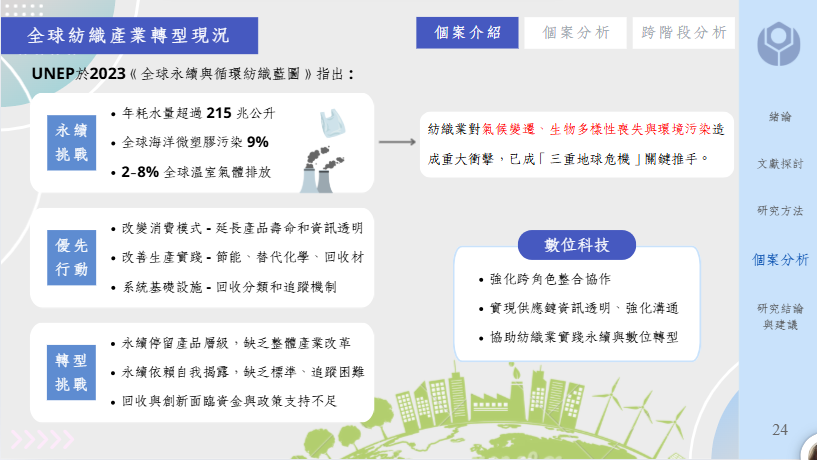 全球紡織產業轉型現況
個案介紹
個案分析
跨階段分析
UNEP於2023《全球永續與循環紡織藍圖》指出：
永續
挑戰
• 年耗水量超過 215 兆公升
• 全球海洋微塑膠污染 9%
• 2-8% 全球溫室氣體排放
紡織業對氣候變遷、生物多樣性喪失與環境污染造
成重大衝擊，已成「三重地球危機」關鍵推手。
優先
行動
• 改變消費模式 - 延長產品壽命和資訊透明
• 改善生產實踐 - 節能、替代化學、回收材
• 系統基礎設施 - 回收分類和追蹤機制
數位科技
• 強化跨角色整合協作
• 實現供應鏈資訊透明、強化溝通
• 協助紡織業實踐永續與數位轉型
轉型
挑戰
• 永續停留產品層級，缺乏整體產業改革
• 永續依賴自我揭露，缺乏標準、追蹤困難
• 回收與創新面臨資金與政策支持不足
緒論
文獻探討
研究方法
個案分析
研究結論
與建議
24